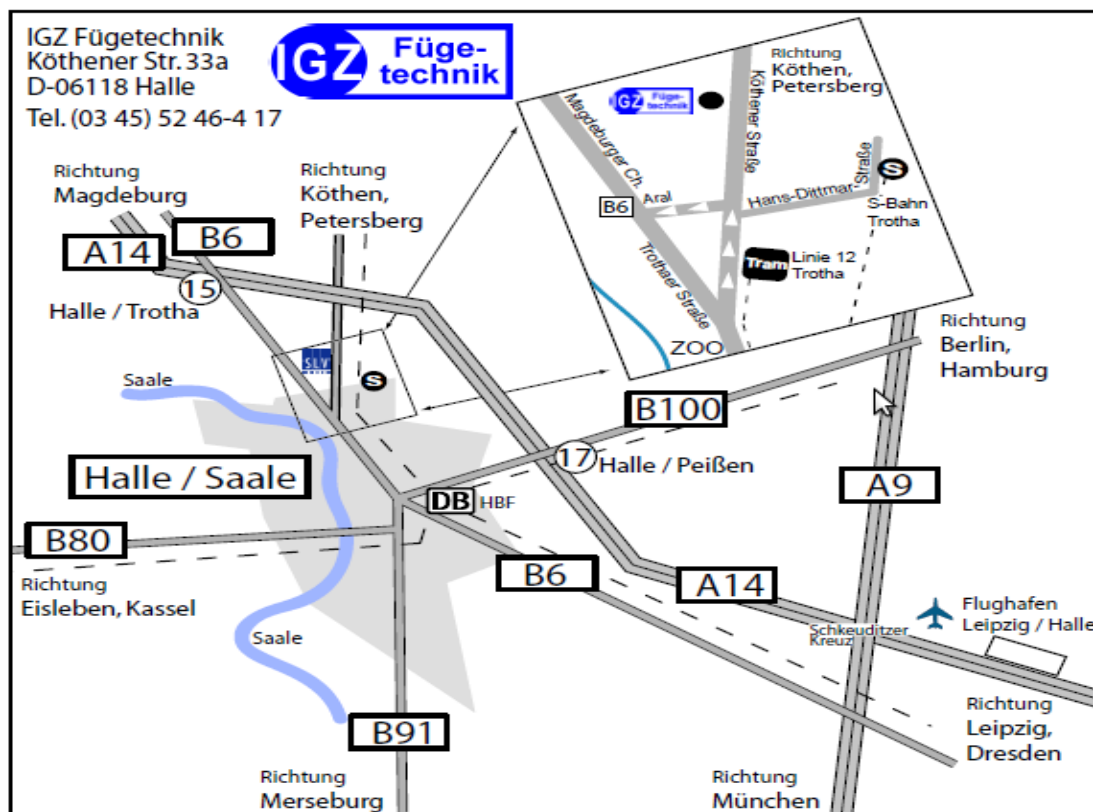 IGZ Fügetechnik
Köthener Str. 33a
D-06118 Halle
Tel. (03 45) 52 46-4 17
IGZ
Füge-
technik
Richtung
Magdeburg
Richtung
Köthen,
Petersberg
A14
B6
15
Halle / Trotha
SLV
S
Saale
Halle / Saale
B80
Richtung
Eisleben, Kassel
Saale
B91
Richtung
Merseburg
DB
HBF
B6
17
Halle / Peißen
B100
Richtung
Berlin,
Hamburg
A9
A14
Schkeuditzer
Kreuz
Flughafen
Leipzig / Halle
Richtung
Leipzig,
Dresden
Richtung
München
Richtung
Köthen,
Petersberg
IGZ
Füge-
technik
Magdeburger Ch.
Köthener Straße
B6
Aral
Hans-Dittmar-
Straße
S
S-Bahn
Trotha
Tram
Linie 12
Trotha
Trothaer Straße
ZOO